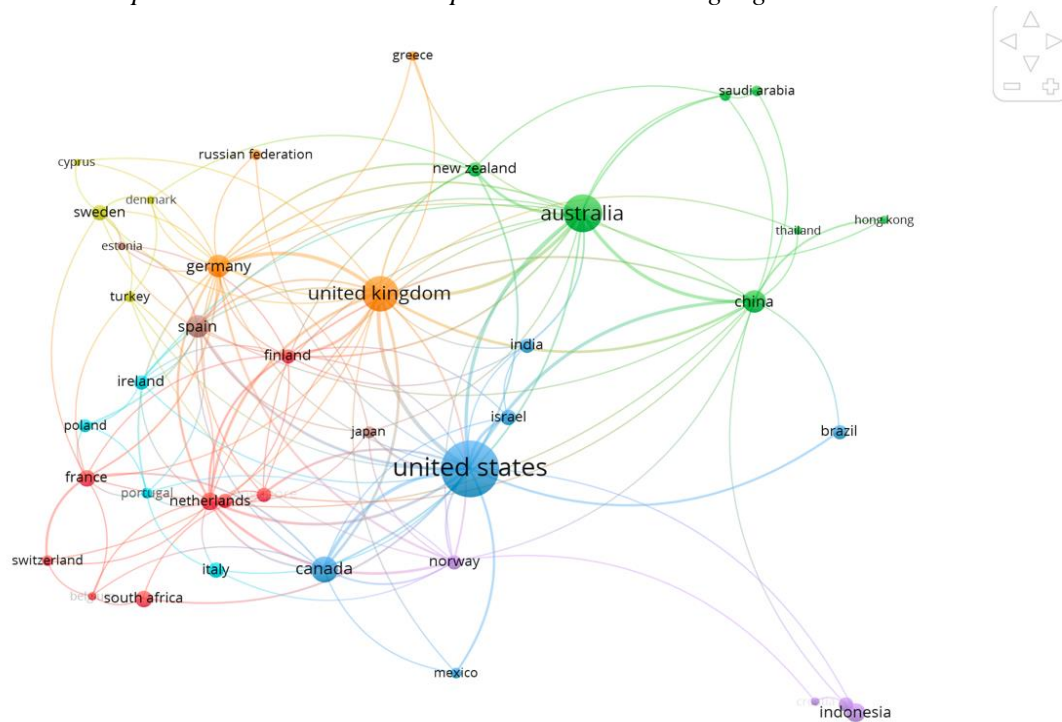 greece
saudi arabia
russian federation
cyprus
new zealand
denmark
sweden
australia
hong kong
thailand
estonia
germany
united kingdom
turkey
china
spain
india
finland
ireland
israel
poland
japan
brazil
united states
france
portugal
netherlands
switzerland
italy
canada
norway
south africa
mexico
indonesia